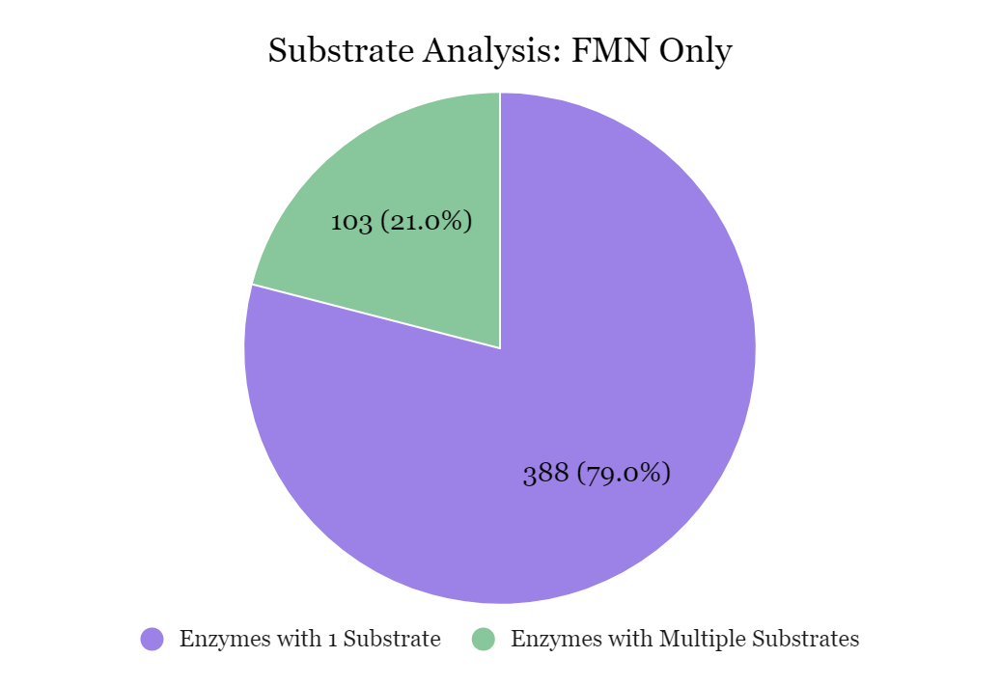 Substrate Analysis: FMN Only
103 (21.0%)
388 (79.0%)
Enzymes with 1 Substrate
Enzymes with Multiple Substrates